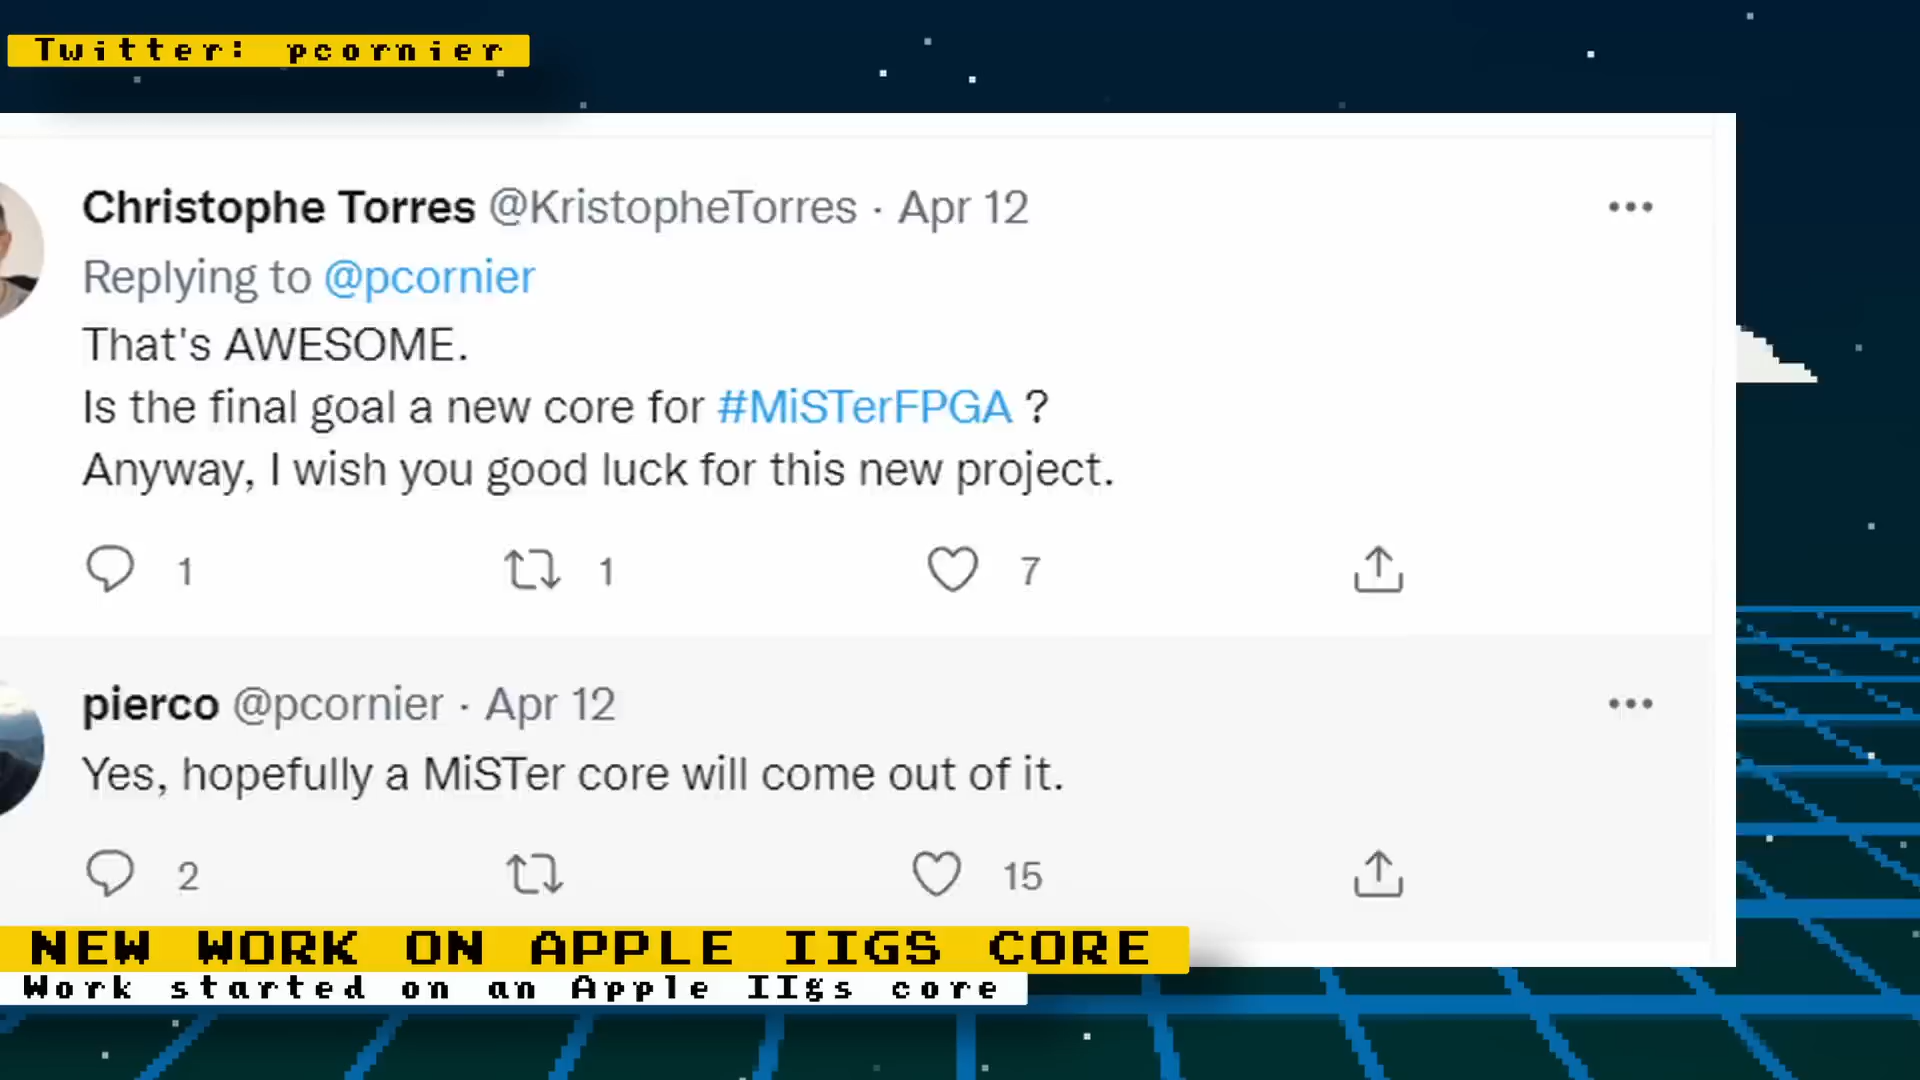 Twitter: pcornier
Christophe Torres @KristopheTorres · Apr 12
Replying to @pcornier
That's AWESOME.
Is the final goal a new core for #MiSTerFPGA ?
Anyway, I wish you good luck for this new project.
1 1 7
pierco @pcornier · Apr 12
Yes, hopefully a MiSTer core will come out of it.
2 15
NEW WORK ON APPLE IIGS CORE
Work started on an Apple IIgs core